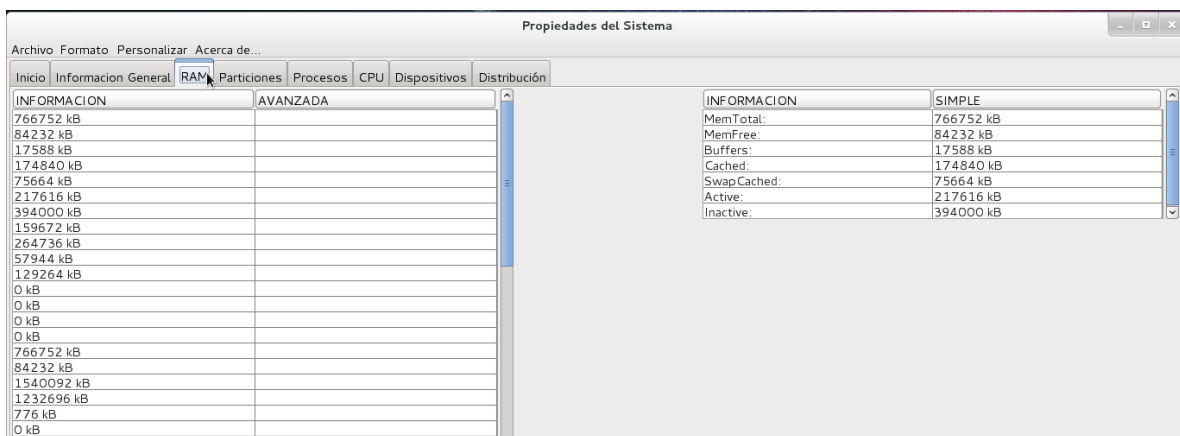 Propiedades del Sistema
Archivo Formato Personalizar Acerca de...
Inicio Informacion General RAM Particiones Procesos CPU Dispositivos Distribución
INFORMACION AVANZADA
766752 kB
84232 kB
17588 kB
174840 kB
75664 kB
217616 kB
394000 kB
159672 kB
264736 kB
57944 kB
129264 kB
0 kB
0 kB
0 kB
0 kB
766752 kB
84232 kB
1540092 kB
1232696 kB
776 kB
0 kB
INFORMACION SIMPLE
MemTotal: 766752 kB
MemFree: 84232 kB
Buffers: 17588 kB
Cached: 174840 kB
SwapCached: 75664 kB
Active: 217616 kB
Inactive: 394000 kB